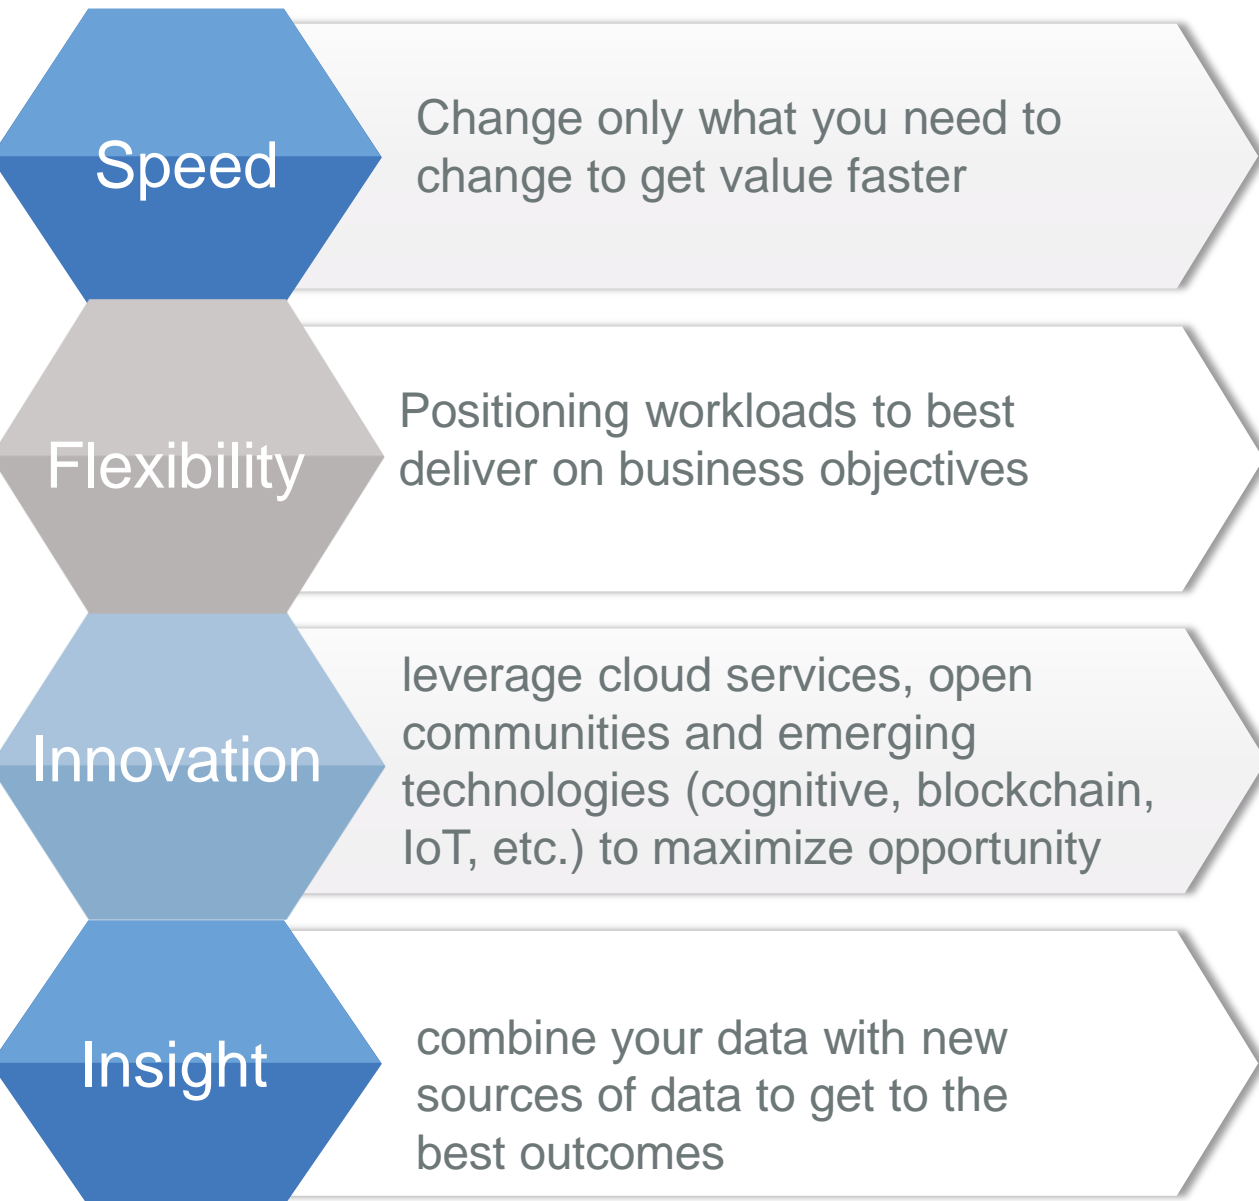 Speed
Change only what you need to
change to get value faster
Flexibility
Positioning workloads to best
deliver on business objectives
Innovation
leverage cloud services, open
communities and emerging
technologies (cognitive, blockchain,
IoT, etc.) to maximize opportunity
Insight
combine your data with new
sources of data to get to the
best outcomes